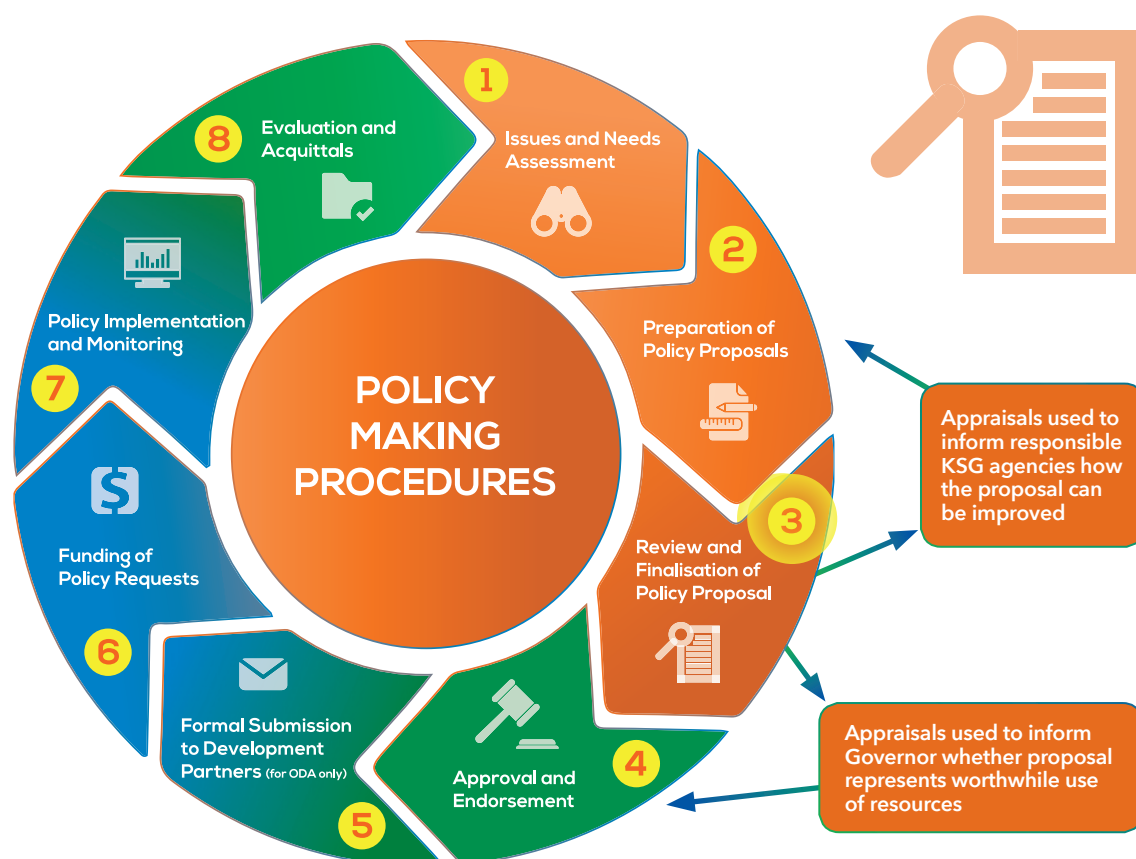 POLICY
MAKING
PROCEDURES
1
Issues and Needs
Assessment
2
Preparation of
Policy Proposals
3
Review and
Finalisation of
Policy Proposal
4
Approval and
Endorsement
5
Formal Submission
to Development
Partners (for ODA only)
6
Funding of
Policy Requests
S
7
Policy Implementation
and Monitoring
8
Evaluation and
Acquittals
Appraisals used to
inform responsible
KSG agencies how
the proposal can
be improved
Appraisals used to inform
Governor whether proposal
represents worthwhile use
of resources